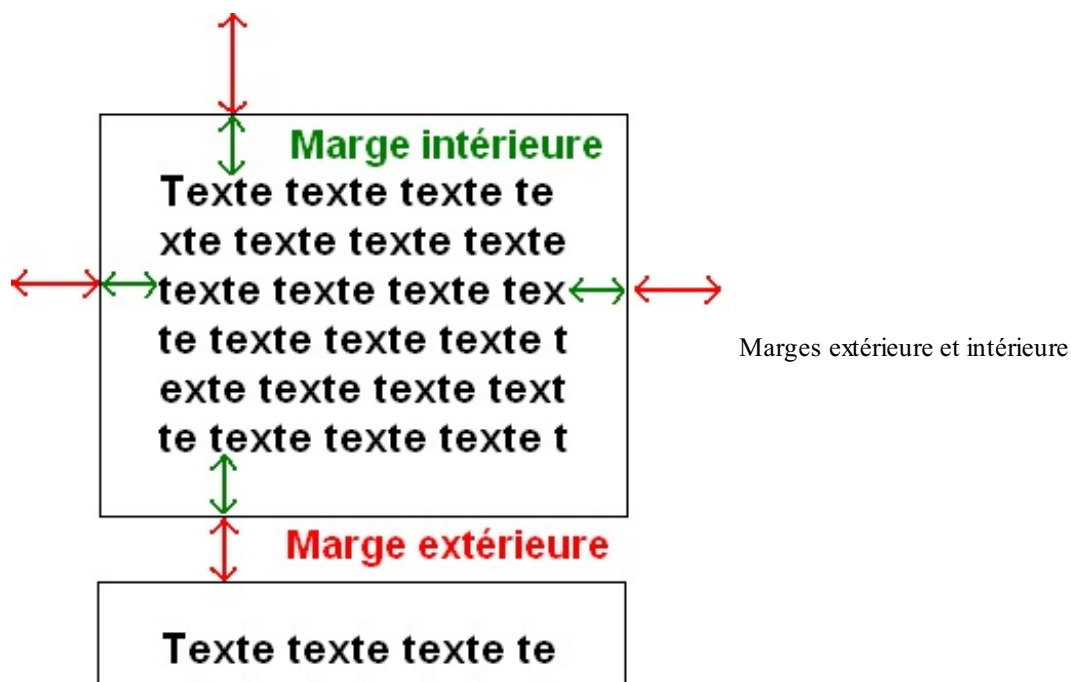 Marge intérieure
Texte texte texte te
xte texte texte texte
texte texte texte tex
te texte texte texte t
exte texte texte text
te texte texte texte t
Marges extérieure et intérieure
Marge extérieure
Texte texte texte te